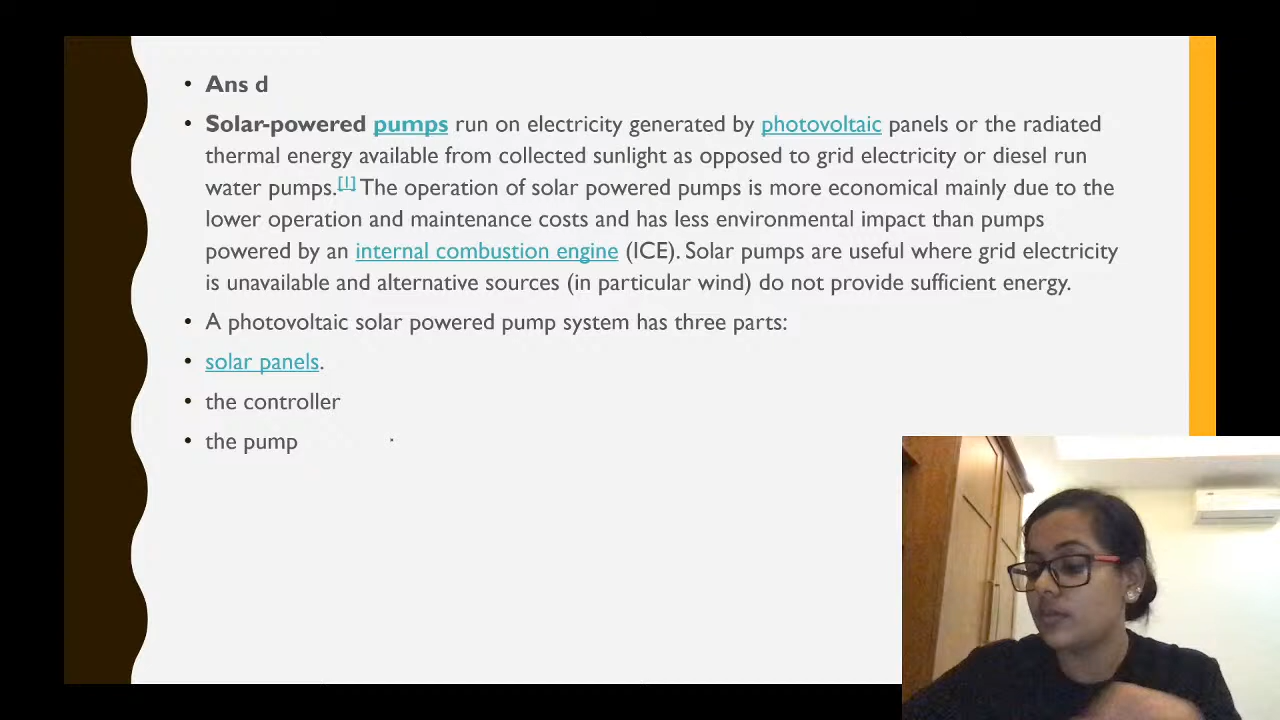 • Ans d
• Solar-powered pumps run on electricity generated by photovoltaic panels or the radiated
thermal energy available from collected sunlight as opposed to grid electricity or diesel run
water pumps.[1] The operation of solar powered pumps is more economical mainly due to the
lower operation and maintenance costs and has less environmental impact than pumps
powered by an internal combustion engine (ICE). Solar pumps are useful where grid electricity
is unavailable and alternative sources (in particular wind) do not provide sufficient energy.
• A photovoltaic solar powered pump system has three parts:
• solar panels.
• the controller
• the pump